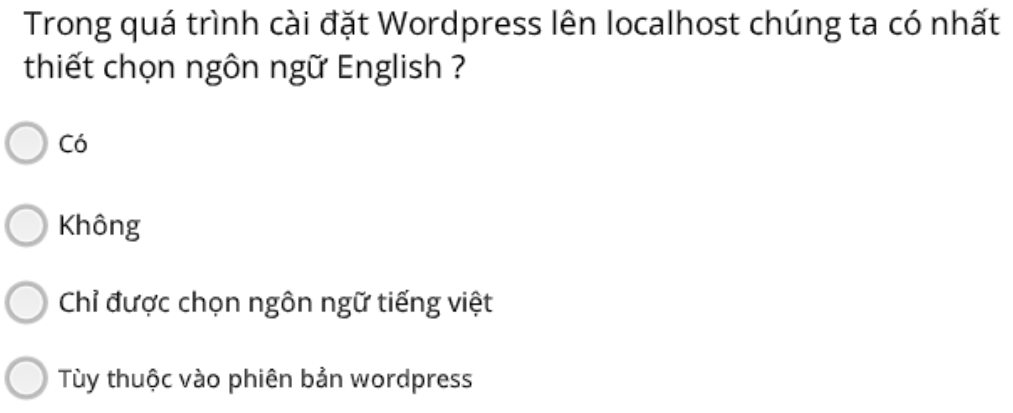 Trong quá trình cài đặt Wordpress lên localhost chúng ta có nhất
thiết chọn ngôn ngữ English ?
Có
Không
Chỉ được chọn ngôn ngữ tiếng việt
Tùy thuộc vào phiên bản wordpress